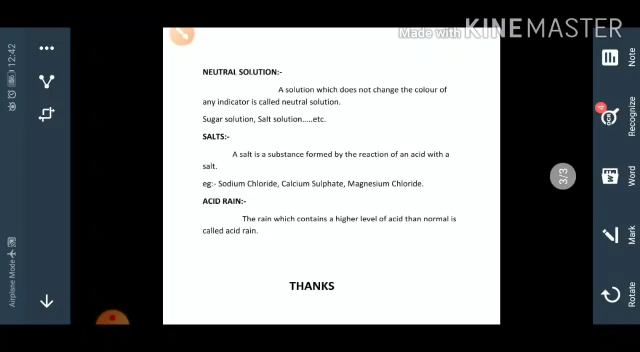 Made with KINEMASTER
12:42
NEUTRAL SOLUTION:-
A solution which does not change the colour of
any indicator is called neutral solution.
Sugar solution, Salt solution.....etc.
SALTS:-
A salt is a substance formed by the reaction of an acid with a
salt.
eg:- Sodium Chloride, Calcium Sulphate, Magnesium Chloride.
ACID RAIN:-
The rain which contains a higher level of acid than normal is
called acid rain.
THANKS
Airplane Mode
3/3
Note
4
OCR
Recognize
W
Word
Mark
Rotate